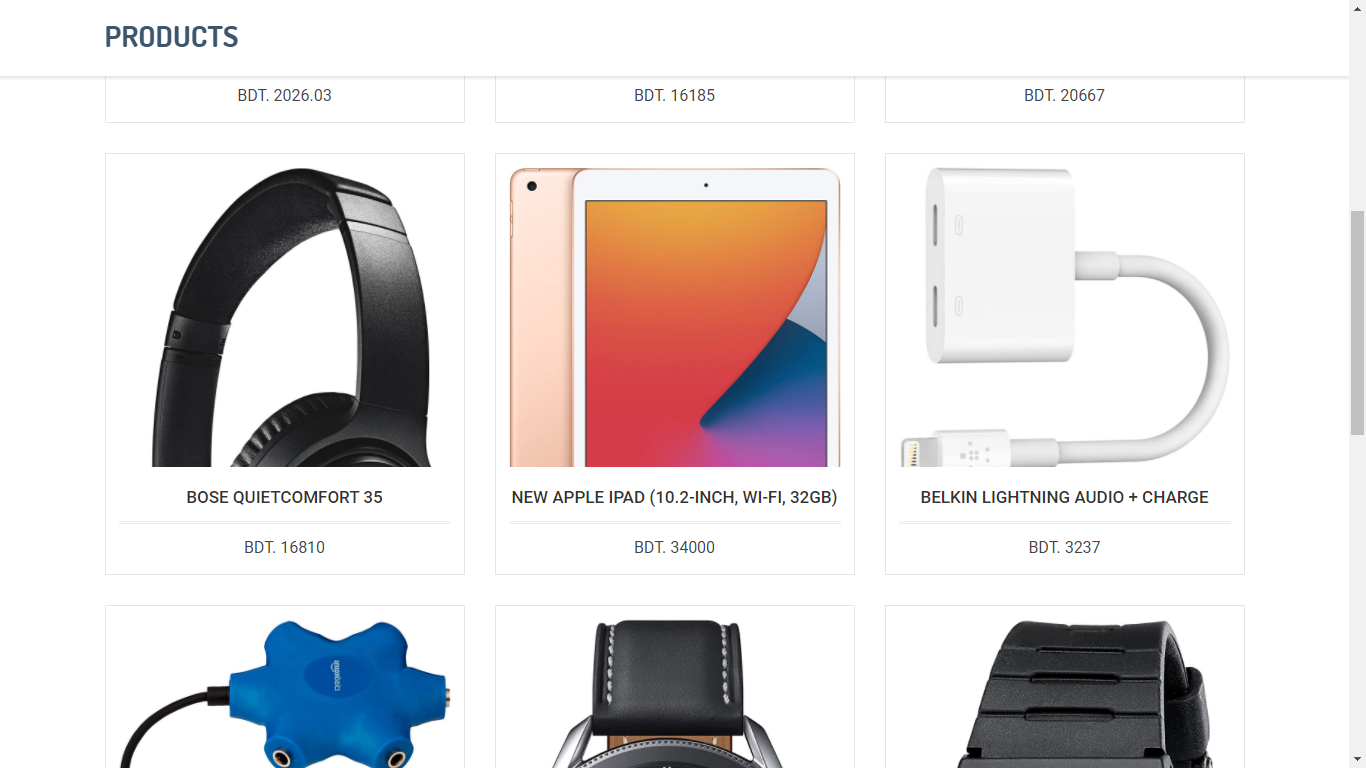 PRODUCTS
BDT. 2026.03
BDT. 16185
BDT. 20667
BOSE QUIETCOMFORT 35
NEW APPLE IPAD (10.2-INCH, WI-FI, 32GB)
BELKIN LIGHTNING AUDIO + CHARGE
BDT. 16810
BDT. 34000
BDT. 3237
amazonbasics